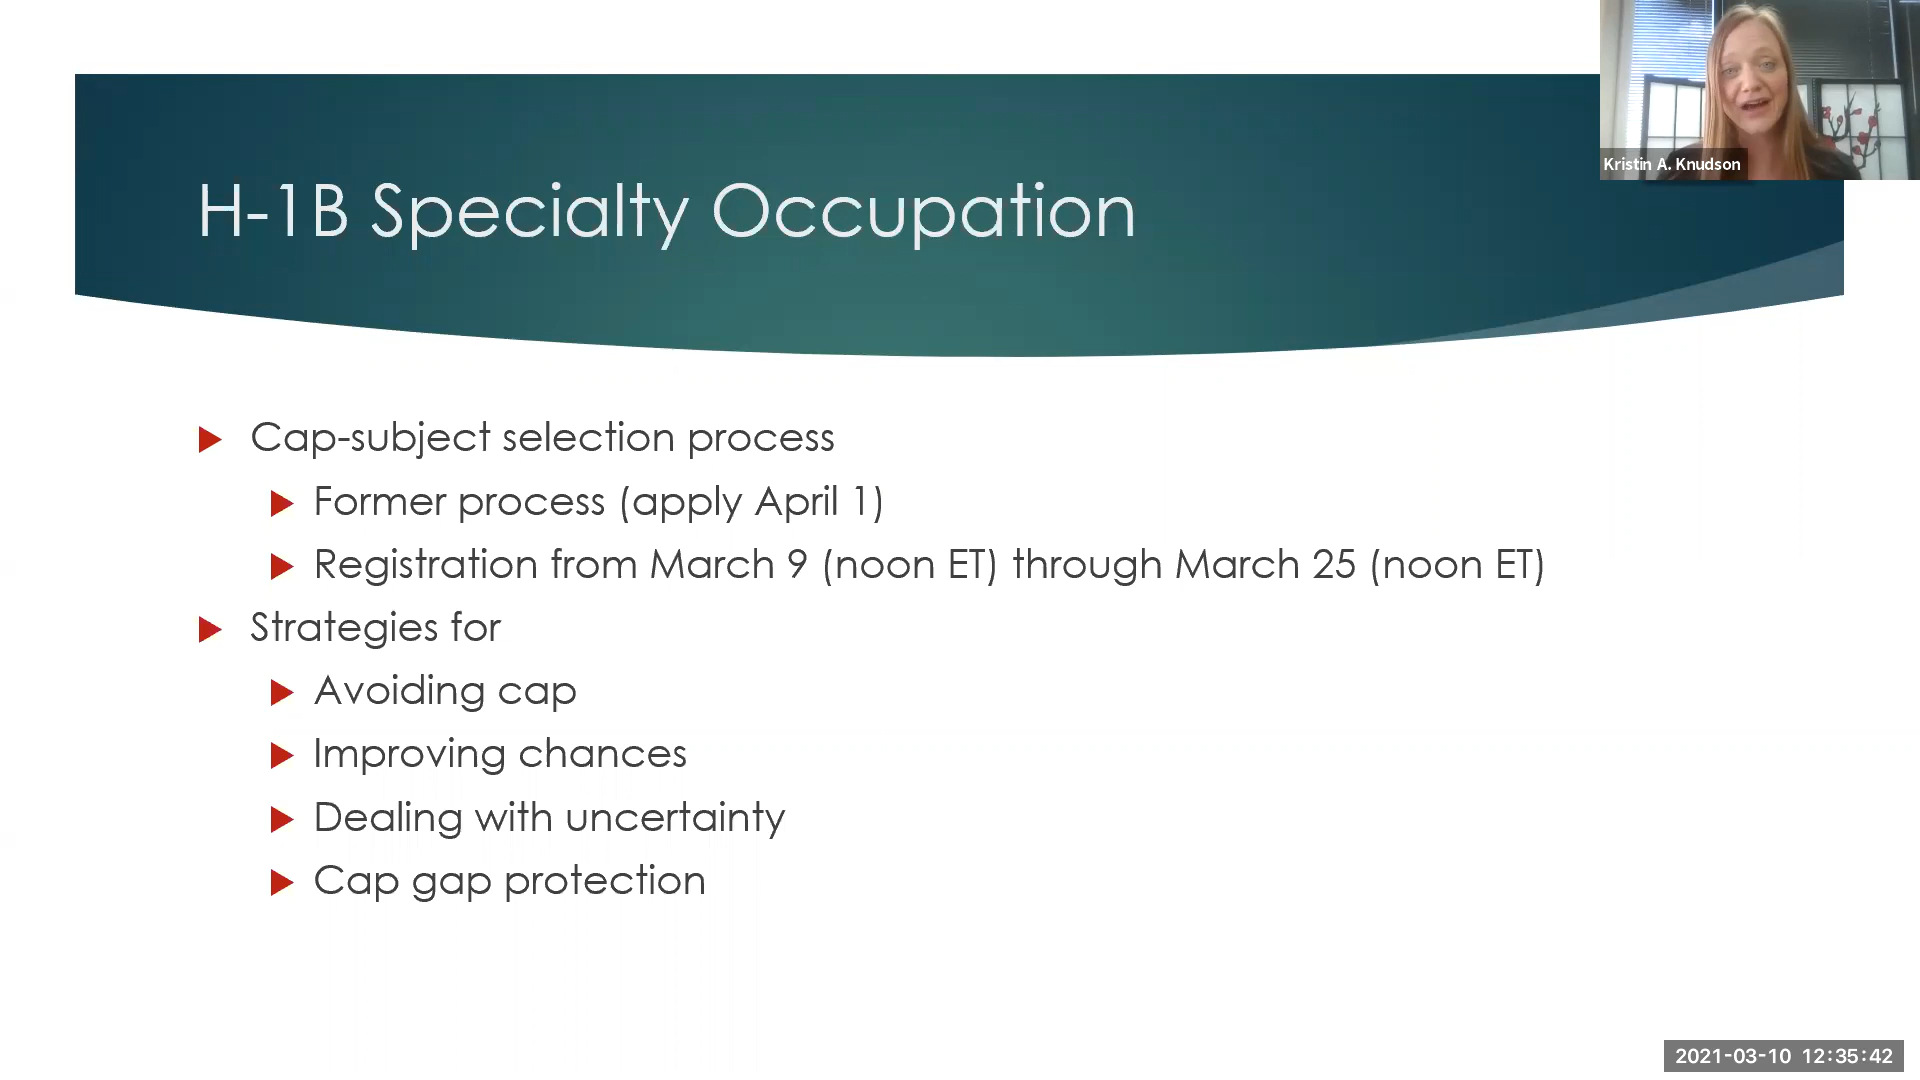 Kristin A. Knudson
H-1B Specialty Occupation
Cap-subject selection process
Former process (apply April 1)
Registration from March 9 (noon ET) through March 25 (noon ET)
Strategies for
Avoiding cap
Improving chances
Dealing with uncertainty
Cap gap protection
2021-03-10 12:35:42